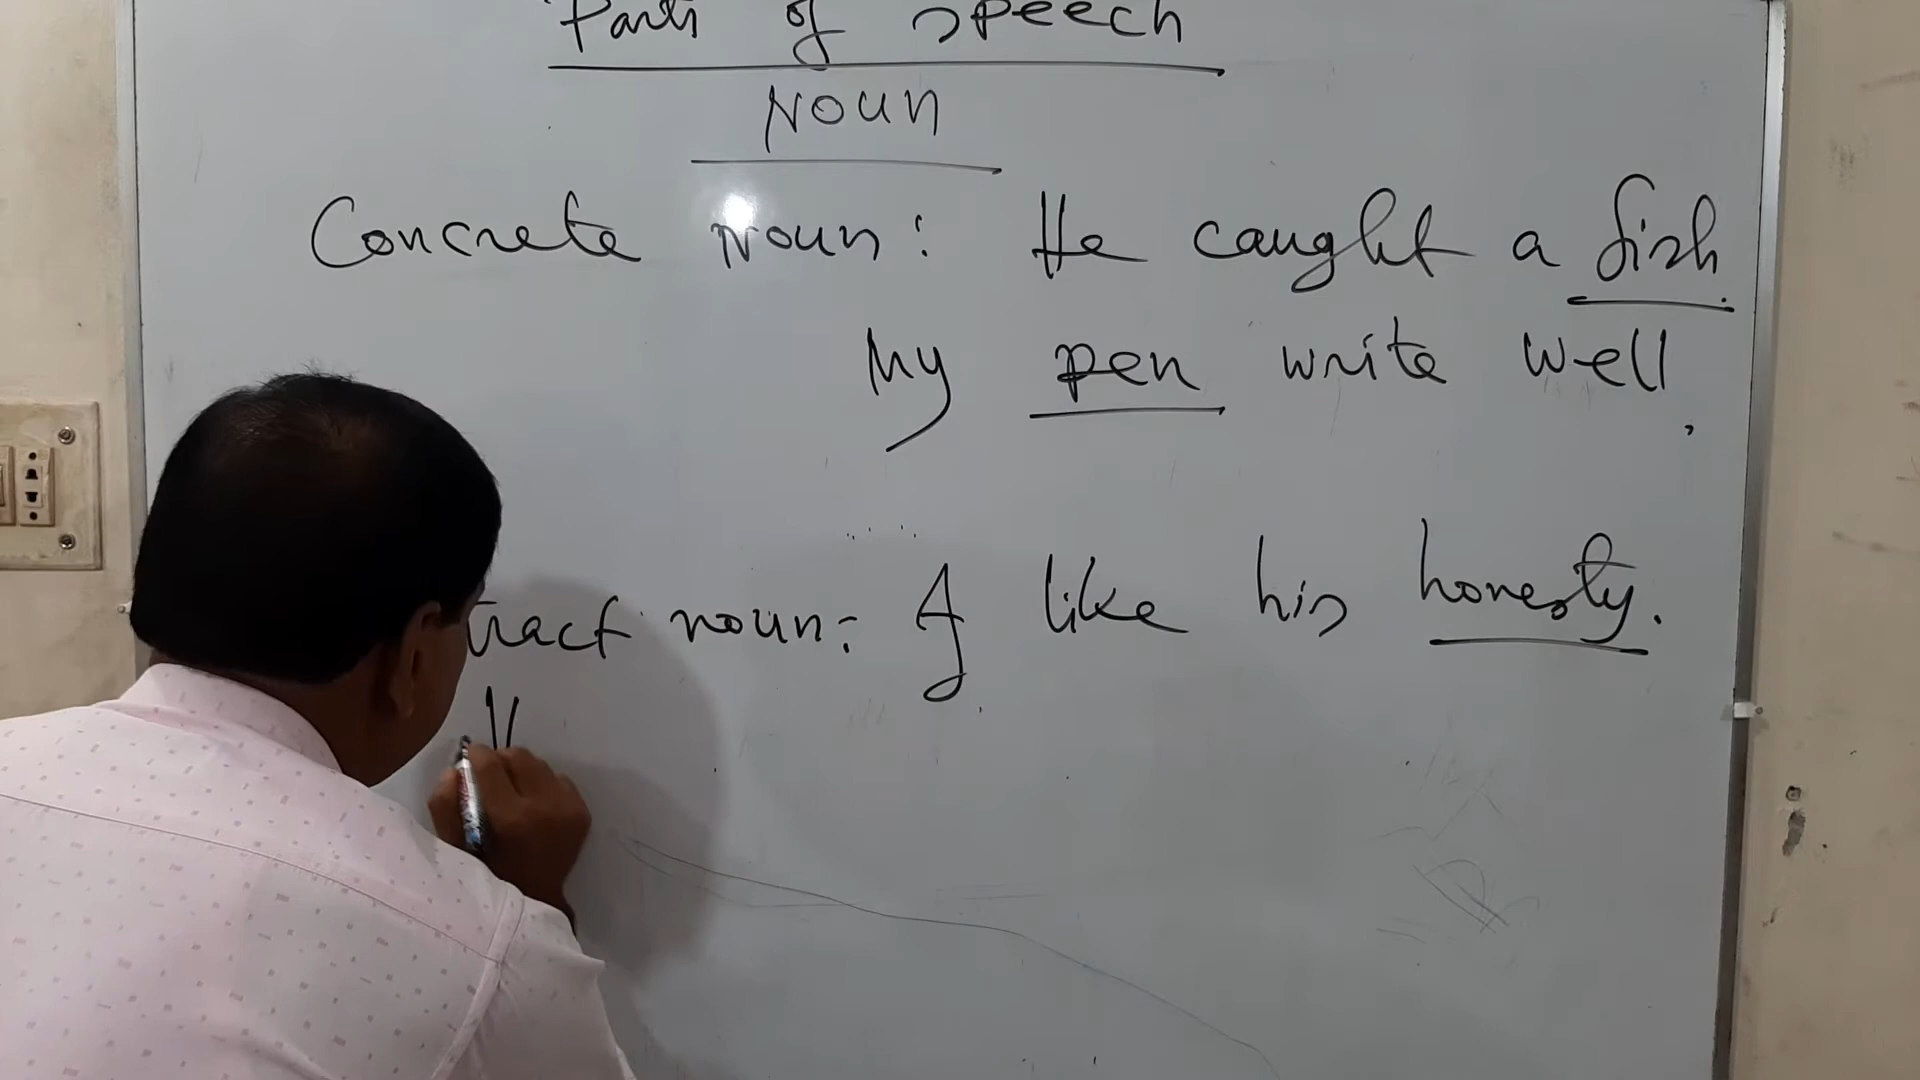 Parts of speech
Noun
Concrete Noun: He caught a fish.
My pen write well.
tract noun: I like his honesty.